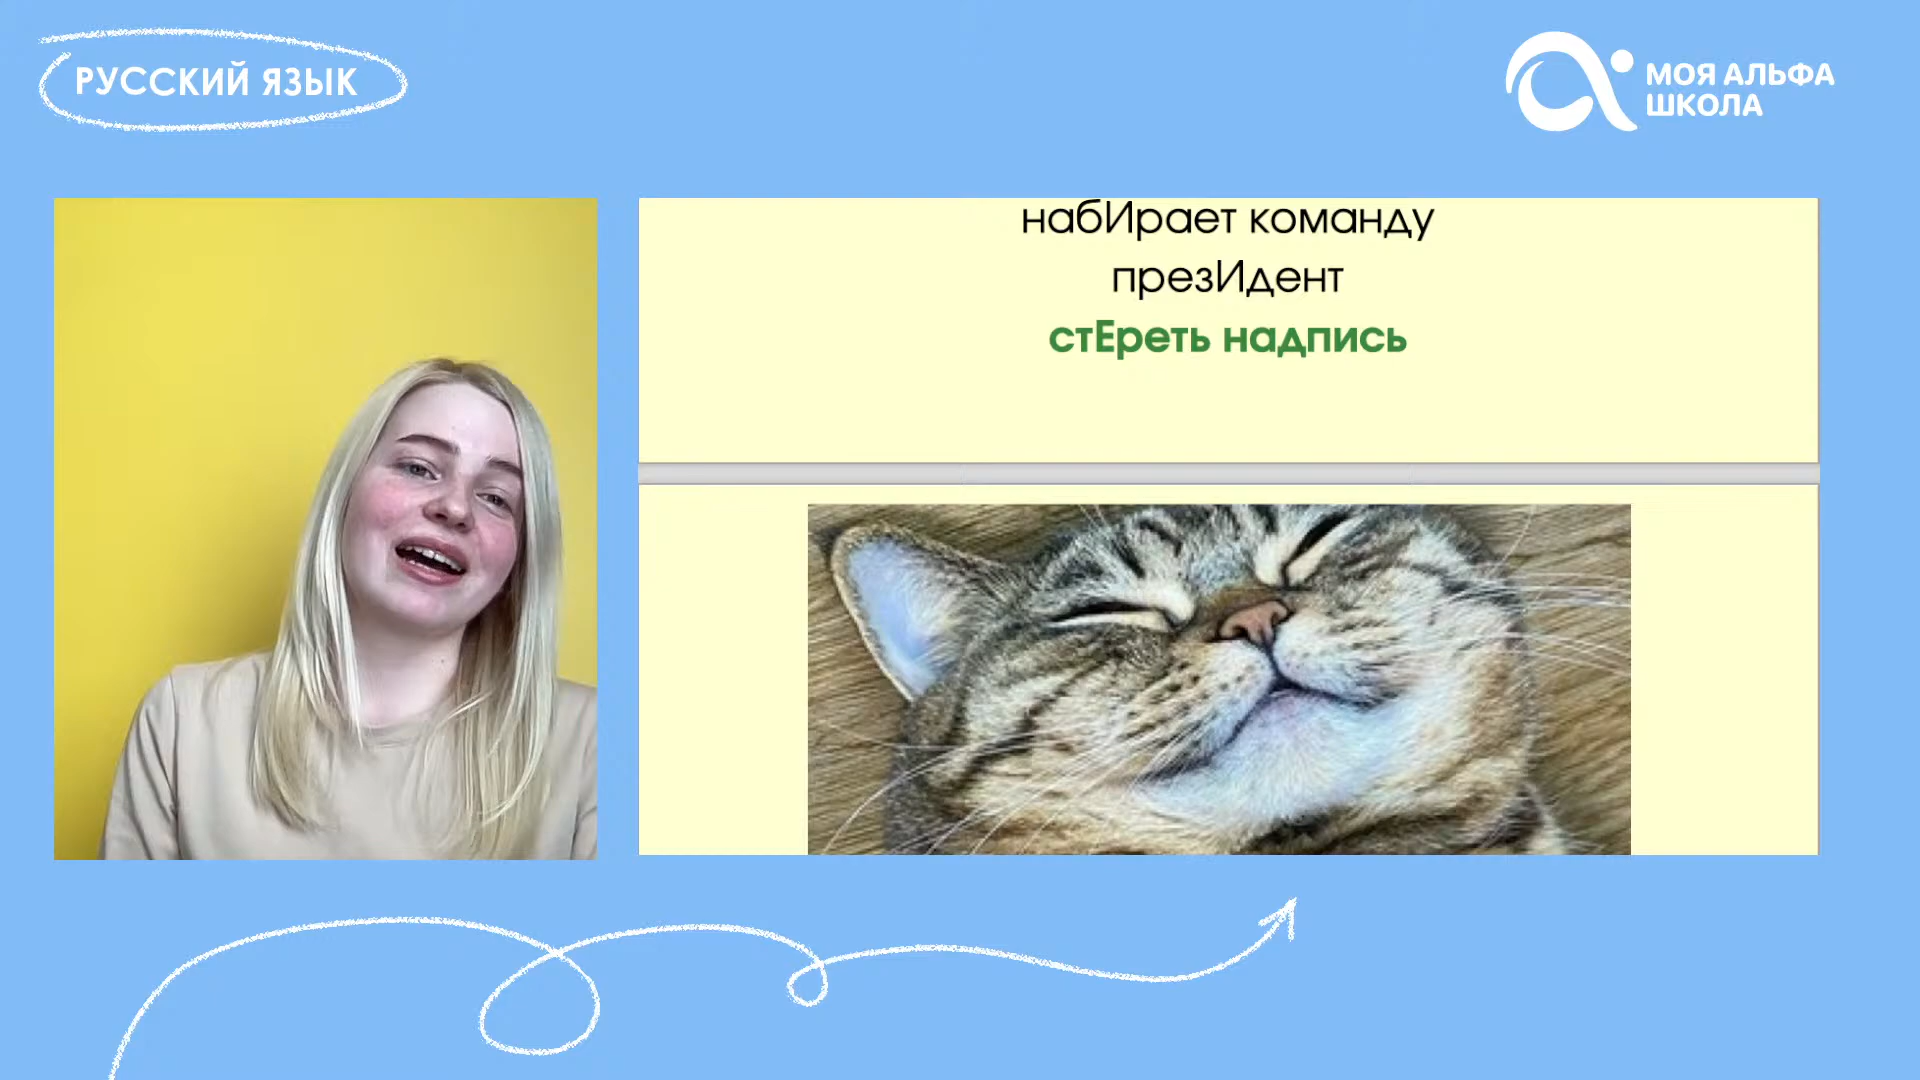 РУССКИЙ ЯЗЫК
МОЯ АЛЬФА
ШКОЛА
набИрает команду
презИдент
стЕреть надпись